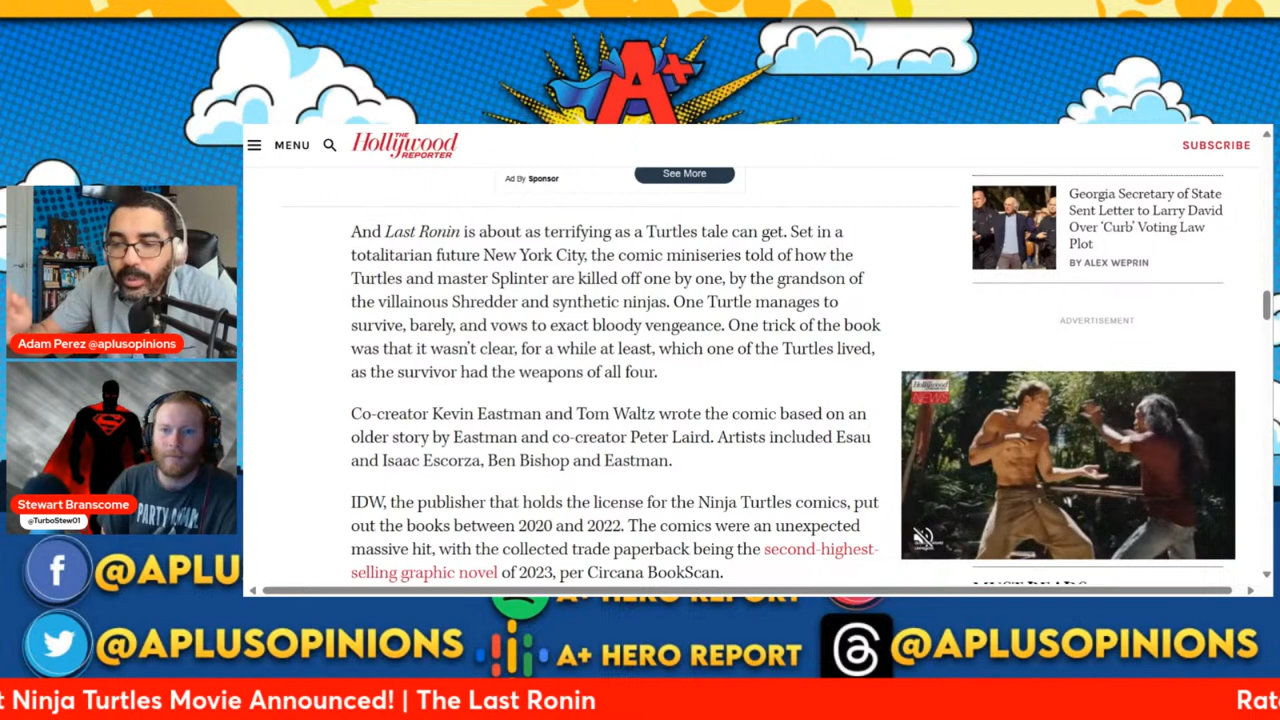 A+
MENU
THE
Hollywood
REPORTER
SUBSCRIBE
Ad By Sponsor
See More
And Last Ronin is about as terrifying as a Turtles tale can get. Set in a
totalitarian future New York City, the comic miniseries told of how the
Turtles and master Splinter are killed off one by one, by the grandson of
the villainous Shredder and synthetic ninjas. One Turtle manages to
survive, barely, and vows to exact bloody vengeance. One trick of the book
was that it wasn't clear, for a while at least, which one of the Turtles lived,
as the survivor had the weapons of all four.
Co-creator Kevin Eastman and Tom Waltz wrote the comic based on an
older story by Eastman and co-creator Peter Laird. Artists included Esau
and Isaac Escorza, Ben Bishop and Eastman.
IDW, the publisher that holds the license for the Ninja Turtles comics, put
out the books between 2020 and 2022. The comics were an unexpected
massive hit, with the collected trade paperback being the second-highest-
selling graphic novel of 2023, per Circana BookScan.
Georgia Secretary of State
Sent Letter to Larry David
Over 'Curb' Voting Law
Plot
BY ALEX WEPRIN
ADVERTISEMENT
Hollywood
NEWS
Adam Perez @aplusopinions
Stewart Branscome
@TurboStew01
PARTY
@APLU
A+ HERO REPORT
@APLUSOPINIONS
A+ HERO REPORT
@APLUSOPINIONS
t Ninja Turtles Movie Announced! | The Last Ronin
Rate